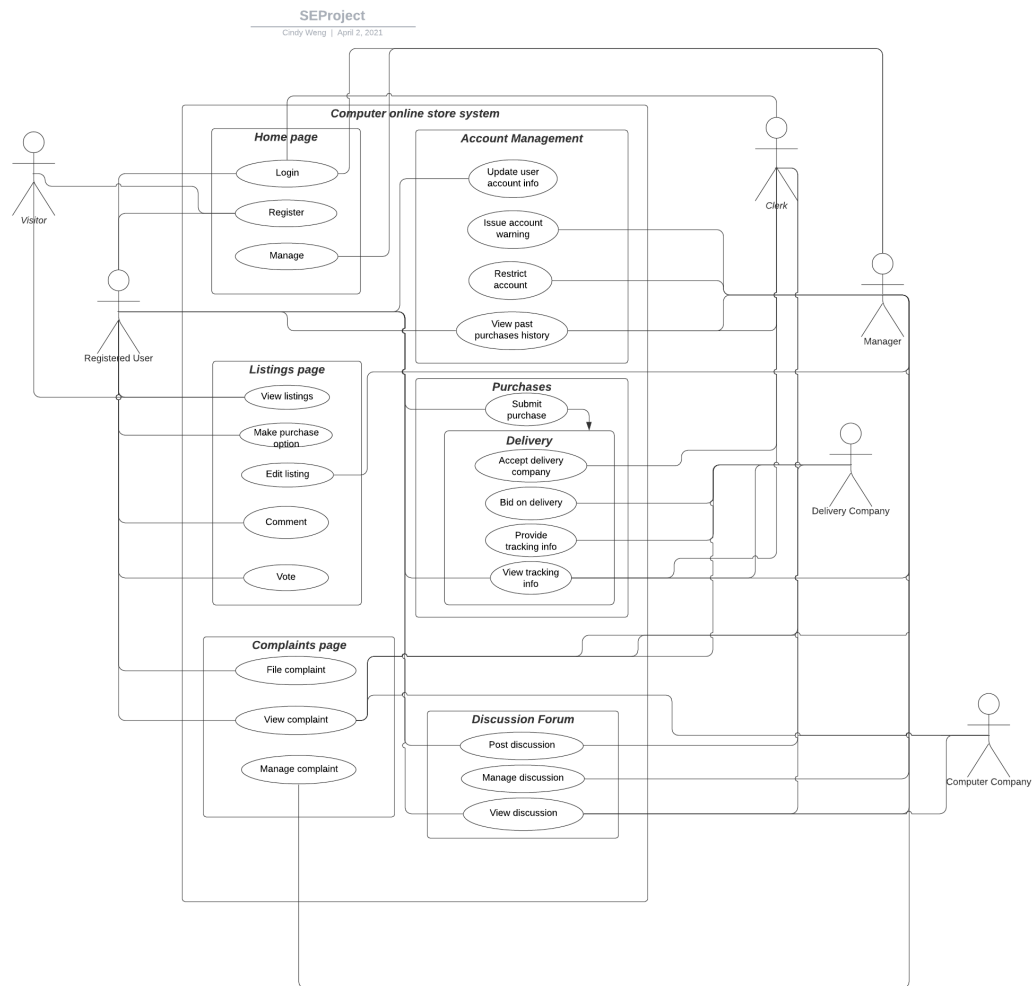 SEProject
Cindy Weng | April 2, 2021
Computer online store system
Home page
Login
Register
Manage
Account Management
Update user
account info
Issue account
warning
Restrict
account
View past
purchases history
Visitor
Registered User
Clerk
Manager
Listings page
View listings
Make purchase
option
Edit listing
Comment
Vote
Purchases
Submit
purchase
Delivery
Accept delivery
company
Bid on delivery
Provide
tracking info
View tracking
info
Delivery Company
Complaints page
File complaint
View complaint
Manage complaint
Discussion Forum
Post discussion
Manage discussion
View discussion
Computer Company